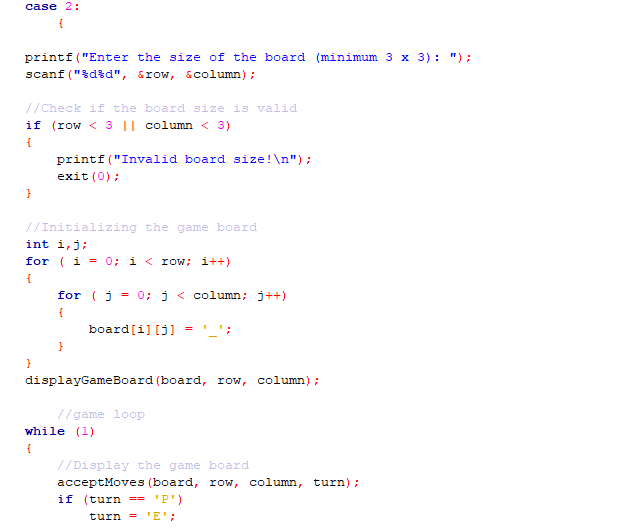 case 2:
{
printf("Enter the size of the board (minimum 3 x 3): ");
scanf("%d%d", &row, &column);
//Check if the board size is valid
if (row < 3 || column < 3)
{
printf("Invalid board size!\n");
exit(0);
}
//Initializing the game board
int i,j;
for ( i = 0; i < row; i++)
{
for ( j = 0; j < column; j++)
{
board[i][j] = '_';
}
}
displayGameBoard(board, row, column);
//game loop
while (1)
{
//Display the game board
acceptMoves(board, row, column, turn);
if (turn == 'P')
turn = 'E';